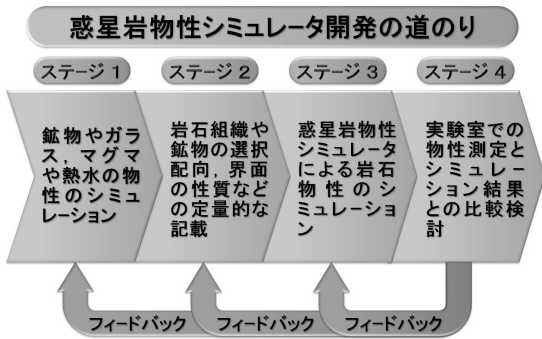 惑星岩物性シミュレータ開発の道のり
ステージ 1
ステージ 2
ステージ 3
ステージ 4
鉱物やガラ
ス，マグマ
や熱水の物
性のシミュ
レーション
岩石組織や
鉱物の選択
配向，界面
の性質など
の定量的な
記載
惑星岩物性
シミュレータ
による岩石
物性のシ
ミュレーショ
ン
実験室での
物性測定と
シミュレー
ション結果
との比較検
討
フィードバック
フィードバック
フィードバック